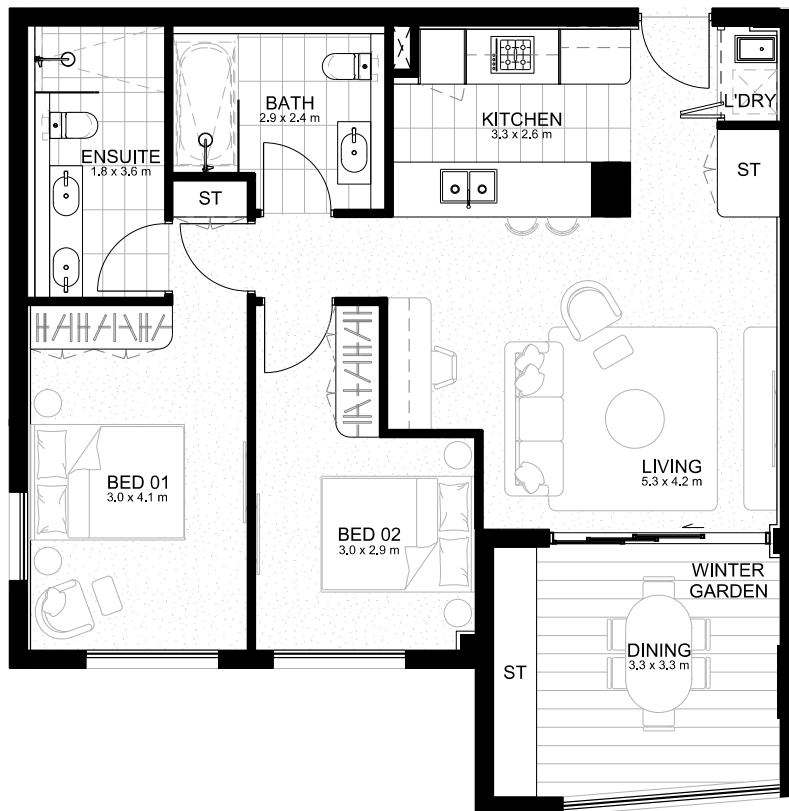 BATH
2.9 x 2.4 m
KITCHEN
3.3 x 2.6 m
L'DRY
ENSUITE
1.8 x 3.6 m
ST
ST
LIVING
5.3 x 4.2 m
BED 01
3.0 x 4.1 m
BED 02
3.0 x 2.9 m
WINTER
GARDEN
DINING
3.3 x 3.3 m
ST